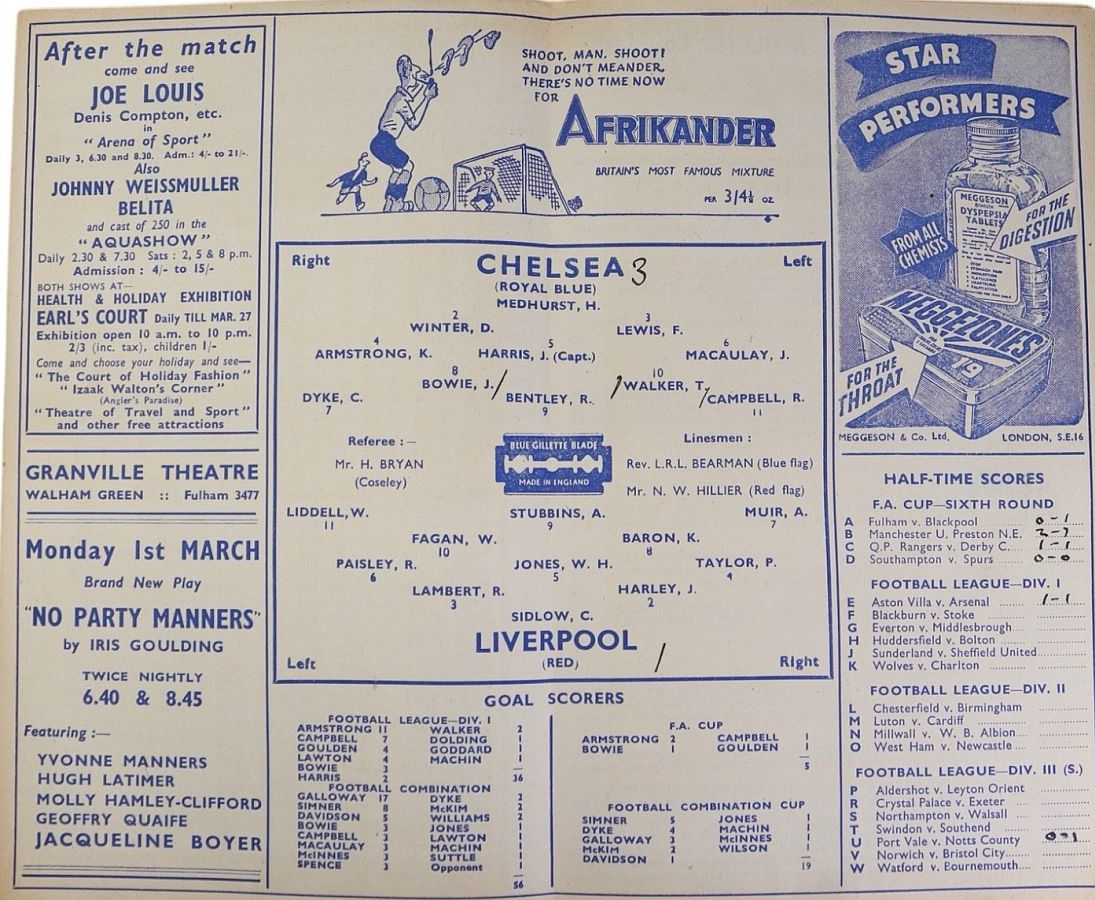 After the match
come and see
JOE LOUIS
Denis Compton, etc.
in
"Arena of Sport"
Daily 3, 6.30 and 8.30. Adm.: 4/- to 21/-.
Also
JOHNNY WEISSMULLER
BELITA
and cast of 250 in the
"AQUASHOW"
Daily 2.30 & 7.30 Sats : 2, 5 & 8 p.m.
Admission : 4/- to 15/-
BOTH SHOWS AT—
HEALTH & HOLIDAY EXHIBITION
EARL'S COURT Daily TILL MAR. 27
Exhibition open 10 a.m. to 10 p.m.
2/3 (inc. tax), children 1/-
Come and choose your holiday and see—
"The Court of Holiday Fashion"
"Izaak Walton's Corner"
(Angler's Paradise)
"Theatre of Travel and Sport"
and other free attractions
GRANVILLE THEATRE
WALHAM GREEN :: Fulham 3477
Monday 1st MARCH
Brand New Play
"NO PARTY MANNERS"
by IRIS GOULDING
TWICE NIGHTLY
6.40 & 8.45
Featuring :—
YVONNE MANNERS
HUGH LATIMER
MOLLY HAMLEY-CLIFFORD
GEOFFRY QUAIFE
JACQUELINE BOYER
SHOOT, MAN, SHOOT!
AND DON'T MEANDER,
THERE'S NO TIME NOW
FOR
AFRIKANDER
BRITAIN'S MOST FAMOUS MIXTURE
PER 3/4½ OZ
Right CHELSEA 3 Left
(ROYAL BLUE)
MEDHURST, H.
2 3
WINTER, D. LEWIS, F.
4 5 6
ARMSTRONG, K. HARRIS, J. (Capt.) MACAULAY, J.
8 10
BOWIE, J. / / WALKER, T. /
DYKE, C. BENTLEY, R. CAMPBELL, R.
7 9 11
Referee :— Linesmen :
BLUE GILLETTE BLADE
MADE IN ENGLAND
Mr. H. BRYAN Rev. L.R.L. BEARMAN (Blue flag)
(Coseley) Mr. N. W. HILLIER (Red flag)
LIDDELL, W. STUBBINS, A. MUIR, A.
11 9 7
FAGAN, W. BARON, K.
10 8
PAISLEY, R. JONES, W. H. TAYLOR, P.
6 5 4
LAMBERT, R. HARLEY, J.
3 2
SIDLOW, C.
LIVERPOOL /
Left (RED) Right
GOAL SCORERS
FOOTBALL LEAGUE—DIV. I
ARMSTRONG 11 WALKER 2
CAMPBELL 7 DOLDING 1
GOULDEN 4 GODDARD 1
LAWTON 4 MACHIN 1
BOWIE 3
HARRIS 2 36
FOOTBALL COMBINATION
GALLOWAY 17 DYKE 2
SIMNER 8 McKIM 2
DAVIDSON 5 WILLIAMS 2
BOWIE 3 JONES 1
CAMPBELL 3 LAWTON 1
MACAULAY 3 MACHIN 1
McINNES 3 SUTTLE 1
SPENCE 3 Opponent 1
56
F.A. CUP
ARMSTRONG 2 CAMPBELL 1
BOWIE 1 GOULDEN 1
5
FOOTBALL COMBINATION CUP
SIMNER 5 JONES 1
DYKE 4 MACHIN 1
GALLOWAY 3 McINNES 1
McKIM 2 WILSON 1
DAVIDSON 1
19
STAR
PERFORMERS
MEGGESON
DYSPEPSIA
TABLETS
FOR THE
DIGESTION
FROM ALL
CHEMISTS
MEGGEZONES
FOR THE
THROAT
MEGGESON & Co. Ltd. LONDON, S.E.16
HALF-TIME SCORES
F.A. CUP—SIXTH ROUND
A Fulham v. Blackpool 0-1
B Manchester U. Preston N.E.
C Q.P. Rangers v. Derby C. 1-1
D Southampton v. Spurs 0-0
FOOTBALL LEAGUE—DIV. I
E Aston Villa v. Arsenal 1-1
F Blackburn v. Stoke
G Everton v. Middlesbrough
H Huddersfield v. Bolton
J Sunderland v. Sheffield United
K Wolves v. Charlton
FOOTBALL LEAGUE—DIV. II
L Chesterfield v. Birmingham
M Luton v. Cardiff
N Millwall v. W. B. Albion
O West Ham v. Newcastle
FOOTBALL LEAGUE—DIV. III (S.)
P Aldershot v. Leyton Orient
R Crystal Palace v. Exeter
S Northampton v. Walsall
T Swindon v. Southend
U Port Vale v. Notts County 0-1
V Norwich v. Bristol City
W Watford v. Bournemouth